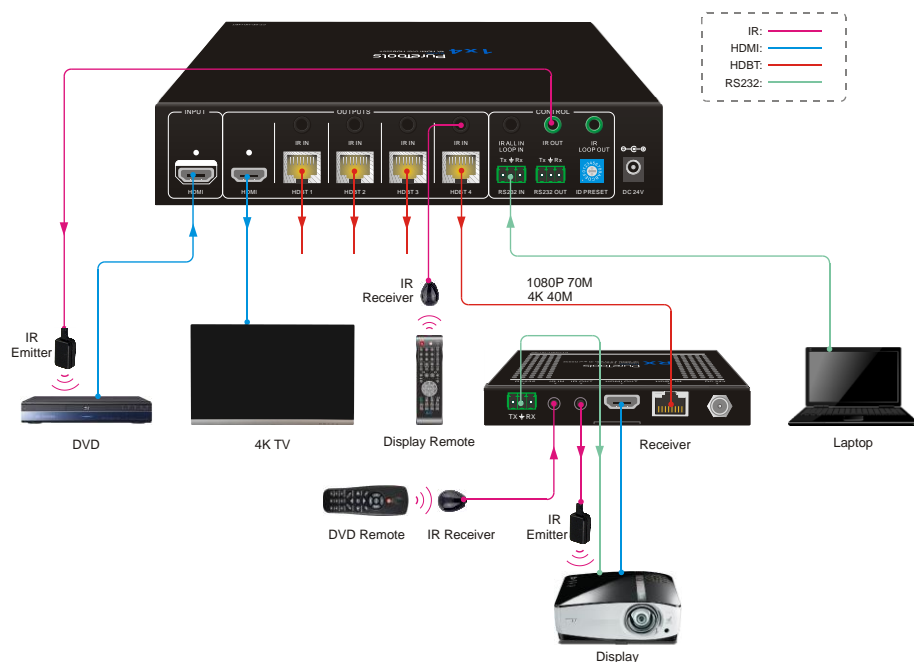 IR:
HDMI:
HDBT:
RS232:
PureTools
1x4
INPUT
OUTPUTS
CONTROL
IR IN
IR IN
IR IN
IR IN
IR ALL IN
LOOP IN
IR OUT
IR
LOOP OUT
Tx Rx
Tx Rx
HDMI
HDMI
HDBT 1
HDBT 2
HDBT 3
HDBT 4
RS232 IN
RS232 OUT
ID PRESET
DC 24V
1080P 70M
4K 40M
IR
Receiver
IR
Emitter
PureTools
RX
TX RX
DVD
4K TV
Display Remote
Receiver
Laptop
DVD Remote
IR Receiver
IR
Emitter
Display